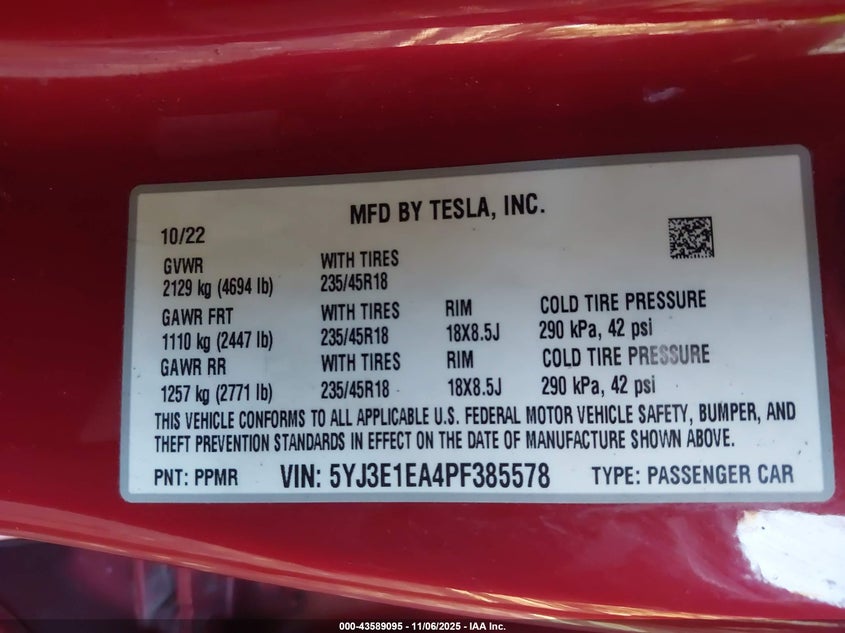 MFD BY TESLA, INC.
10/22
GVWR WITH TIRES
2129 kg (4694 lb) 235/45R18
GAWR FRT WITH TIRES RIM COLD TIRE PRESSURE
1110 kg (2447 lb) 235/45R18 18X8.5J 290 kPa, 42 psi
GAWR RR WITH TIRES RIM COLD TIRE PRESSURE
1257 kg (2771 lb) 235/45R18 18X8.5J 290 kPa, 42 psi
THIS VEHICLE CONFORMS TO ALL APPLICABLE U.S. FEDERAL MOTOR VEHICLE SAFETY, BUMPER, AND
THEFT PREVENTION STANDARDS IN EFFECT ON THE DATE OF MANUFACTURE SHOWN ABOVE.
PNT: PPMR VIN: 5YJ3E1EA4PF385578 TYPE: PASSENGER CAR
000-43589095 - 11/06/2025 - IAA Inc.